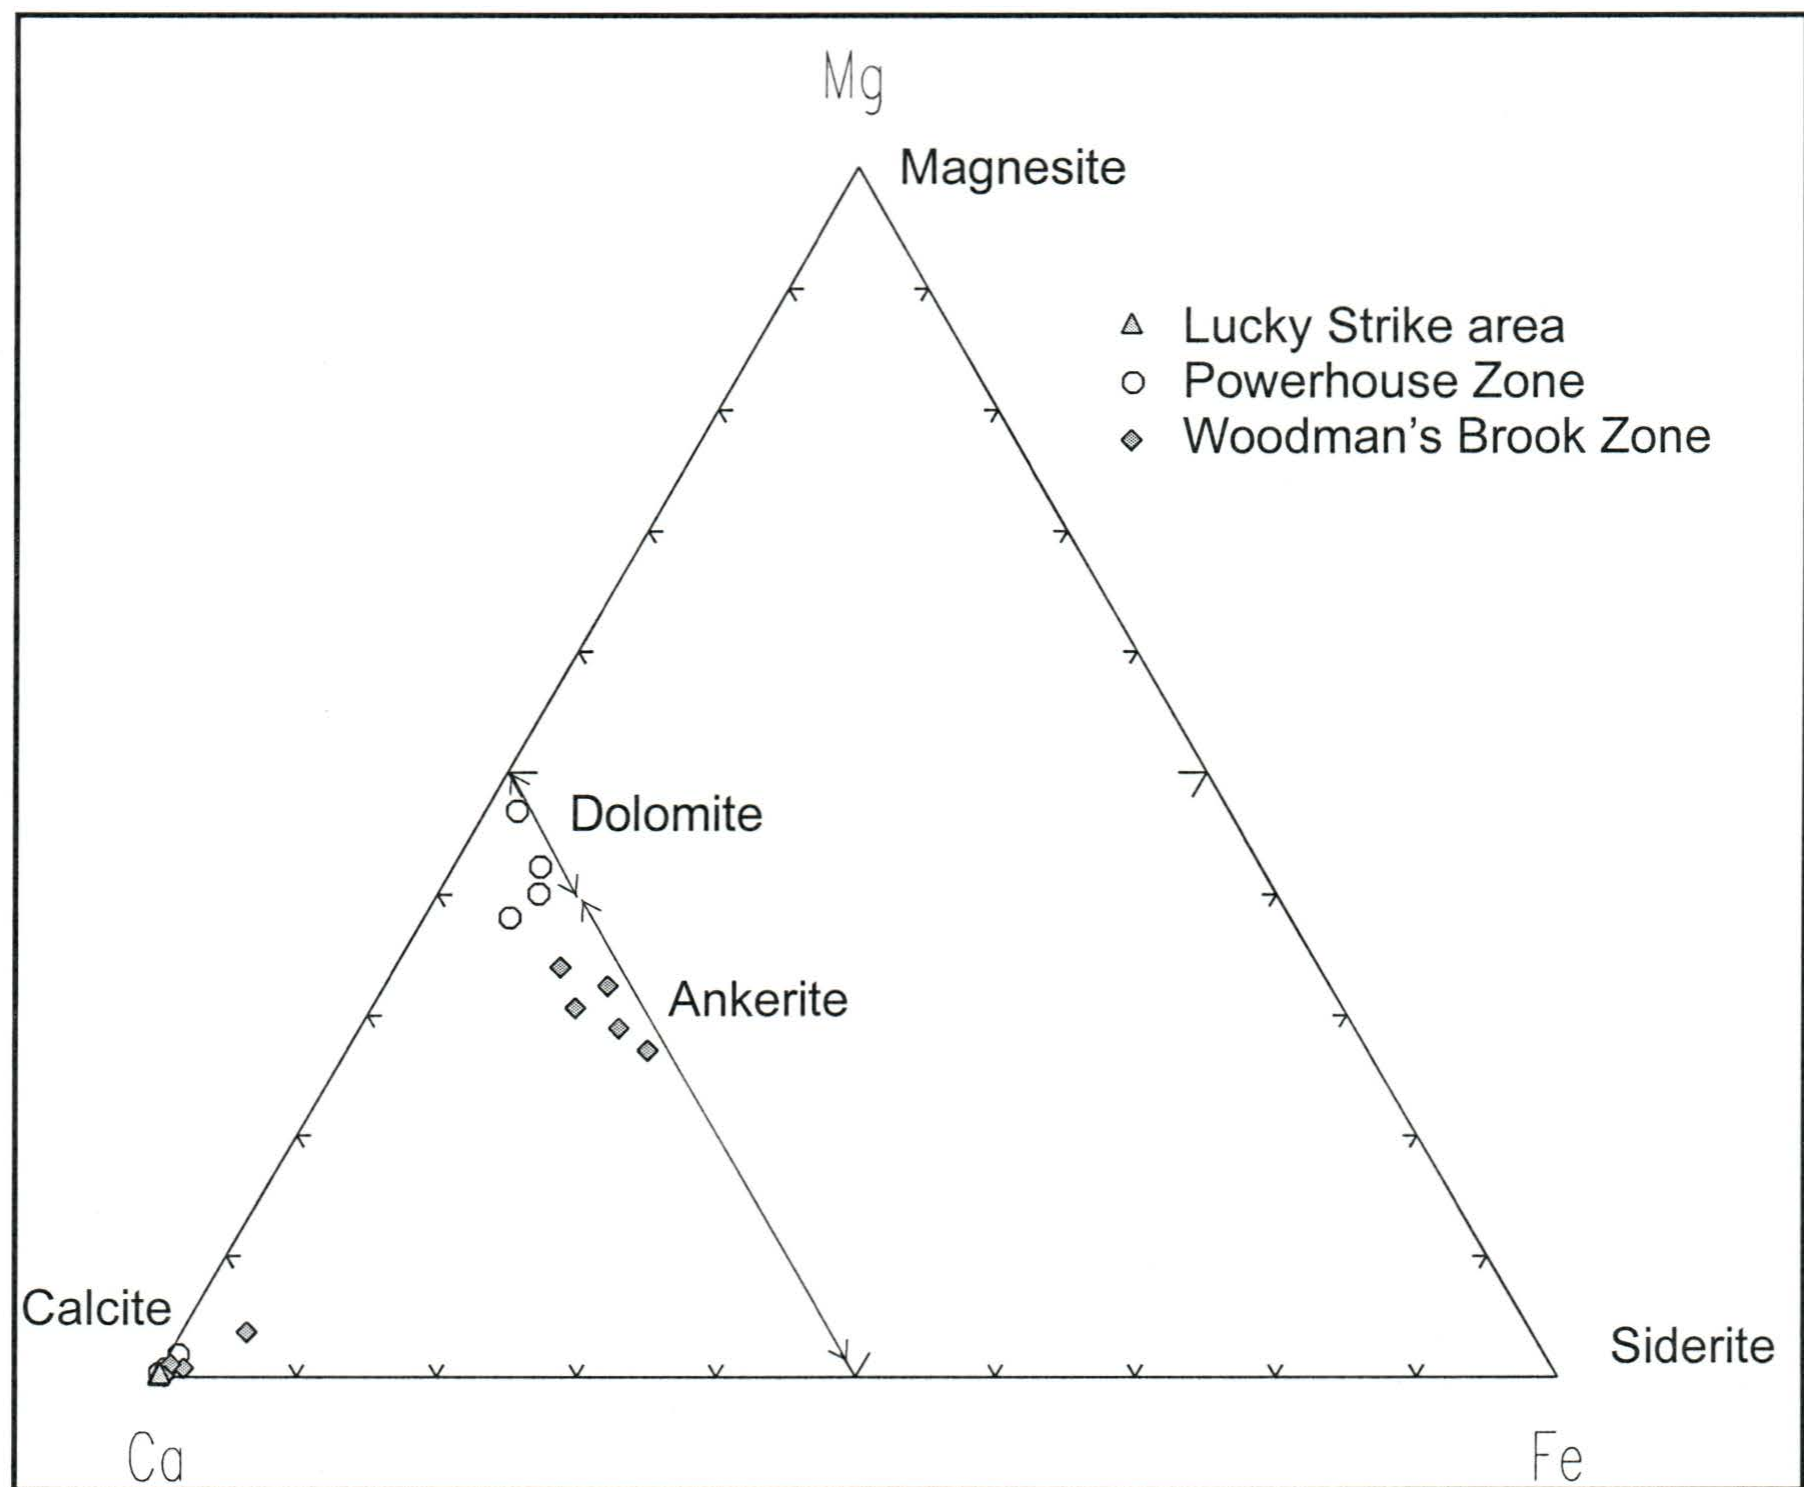 Mg
Magnesite
Lucky Strike area
Powerhouse Zone
Woodman's Brook Zone
Dolomite
Ankerite
Calcite
Siderite
Ca
Fe